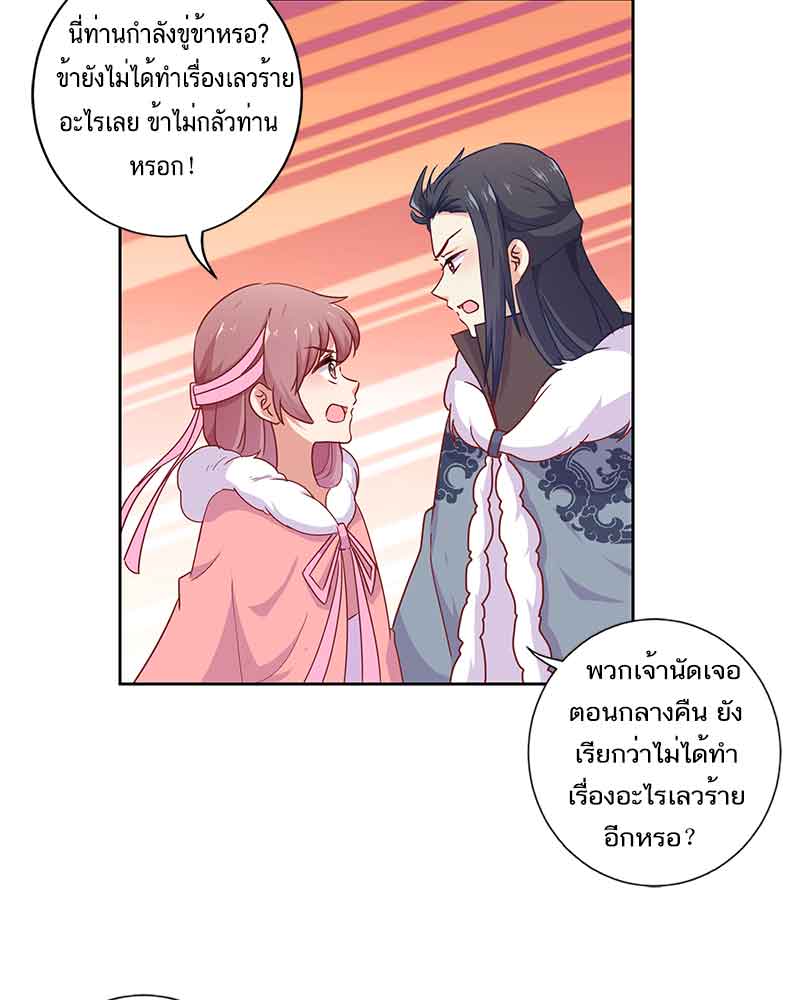 นี่ท่านกำลังขู่ข้าหรอ?
ข้ายังไม่ได้ทำเรื่องเลวร้าย
อะไรเลย ข้าไม่กลัวท่าน
หรอก!
พวกเจ้านัดเจอ
ตอนกลางคืน ยัง
เรียกว่าไม่ได้ทำ
เรื่องอะไรเลวร้าย
อีกหรอ?